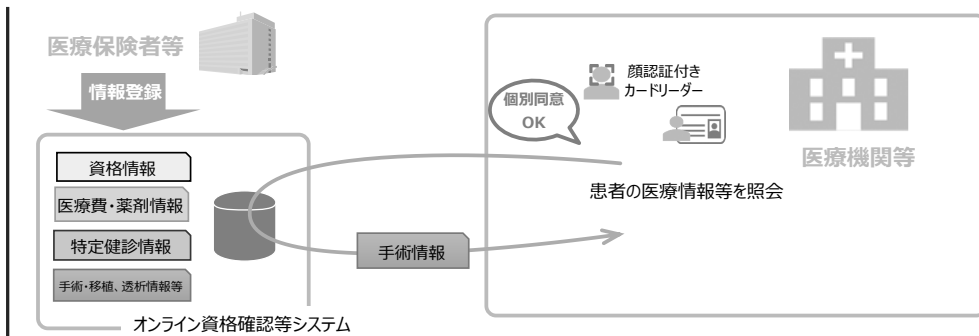 医療保険者等
情報登録
資格情報
医療費・薬剤情報
特定健診情報
手術・移植、透析情報等
オンライン資格確認等システム
手術情報
個別同意
OK
顔認証付き
カードリーダー
医療機関等
患者の医療情報等を照会